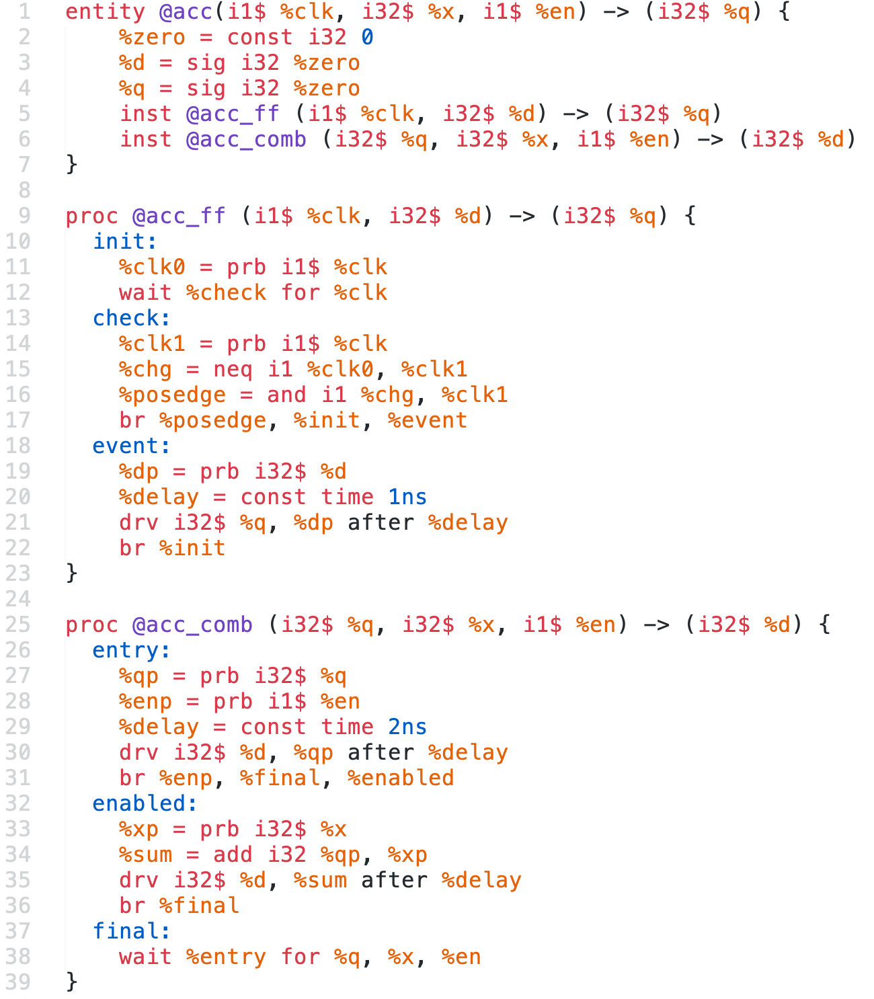 1 entity @acc(i1$ %clk, i32$ %x, i1$ %en) -> (i32$ %q) {
2 %zero = const i32 0
3 %d = sig i32 %zero
4 %q = sig i32 %zero
5 inst @acc_ff (i1$ %clk, i32$ %d) -> (i32$ %q)
6 inst @acc_comb (i32$ %q, i32$ %x, i1$ %en) -> (i32$ %d)
7 }
8
9 proc @acc_ff (i1$ %clk, i32$ %d) -> (i32$ %q) {
10 init:
11 %clk0 = prb i1$ %clk
12 wait %check for %clk
13 check:
14 %clk1 = prb i1$ %clk
15 %chg = neq i1 %clk0, %clk1
16 %posedge = and i1 %chg, %clk1
17 br %posedge, %init, %event
18 event:
19 %dp = prb i32$ %d
20 %delay = const time 1ns
21 drv i32$ %q, %dp after %delay
22 br %init
23 }
24
25 proc @acc_comb (i32$ %q, i32$ %x, i1$ %en) -> (i32$ %d) {
26 entry:
27 %qp = prb i32$ %q
28 %enp = prb i1$ %en
29 %delay = const time 2ns
30 drv i32$ %d, %qp after %delay
31 br %enp, %final, %enabled
32 enabled:
33 %xp = prb i32$ %x
34 %sum = add i32 %qp, %xp
35 drv i32$ %d, %sum after %delay
36 br %final
37 final:
38 wait %entry for %q, %x, %en
39 }